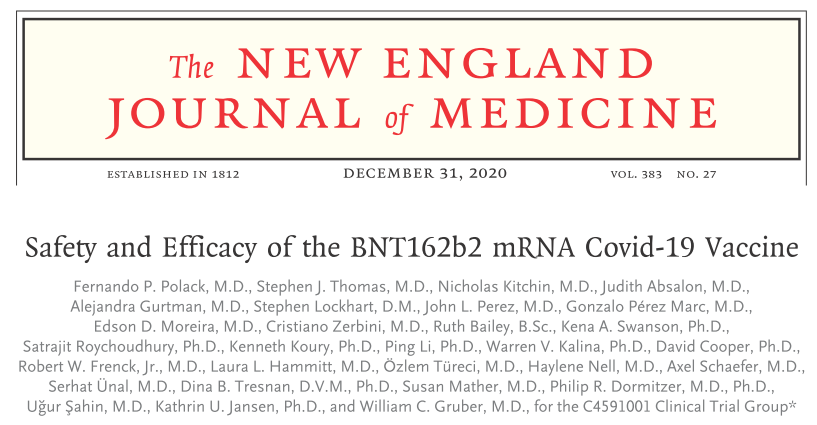 The NEW ENGLAND
JOURNAL of MEDICINE
ESTABLISHED IN 1812 DECEMBER 31, 2020 VOL. 383 NO. 27
Safety and Efficacy of the BNT162b2 mRNA Covid-19 Vaccine
Fernando P. Polack, M.D., Stephen J. Thomas, M.D., Nicholas Kitchin, M.D., Judith Absalon, M.D.,
Alejandra Gurtman, M.D., Stephen Lockhart, D.M., John L. Perez, M.D., Gonzalo Pérez Marc, M.D.,
Edson D. Moreira, M.D., Cristiano Zerbini, M.D., Ruth Bailey, B.Sc., Kena A. Swanson, Ph.D.,
Satrajit Roychoudhury, Ph.D., Kenneth Koury, Ph.D., Ping Li, Ph.D., Warren V. Kalina, Ph.D., David Cooper, Ph.D.,
Robert W. Frenck, Jr., M.D., Laura L. Hammitt, M.D., Özlem Türeci, M.D., Haylene Nell, M.D., Axel Schaefer, M.D.,
Serhat Ünal, M.D., Dina B. Tresnan, D.V.M., Ph.D., Susan Mather, M.D., Philip R. Dormitzer, M.D., Ph.D.,
Uğur Şahin, M.D., Kathrin U. Jansen, Ph.D., and William C. Gruber, M.D., for the C4591001 Clinical Trial Group*